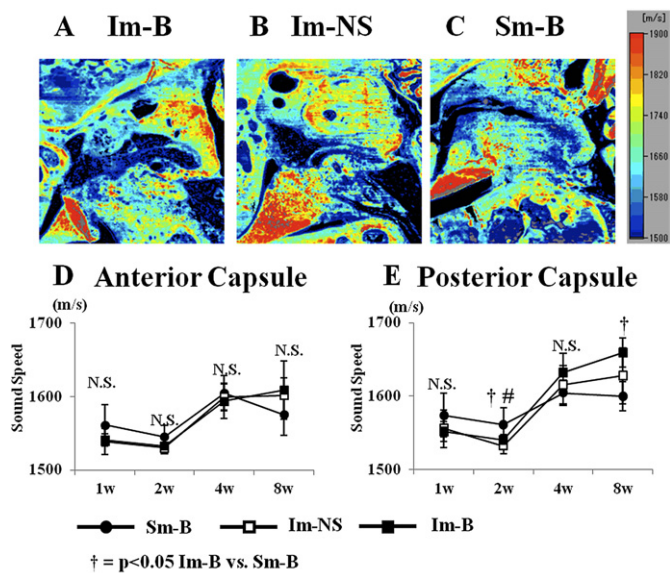 A Im-B B Im-NS C Sm-B
[m/s]
1900
1820
1740
1660
1580
1500
D Anterior Capsule E Posterior Capsule
(m/s) (m/s)
1700 1700
1600 1600
1500 1500
Sound Speed Sound Speed
N.S. N.S. N.S. N.S. N.S. † # N.S. †
1w 2w 4w 8w 1w 2w 4w 8w
Sm-B Im-NS Im-B
† = p<0.05 Im-B vs. Sm-B